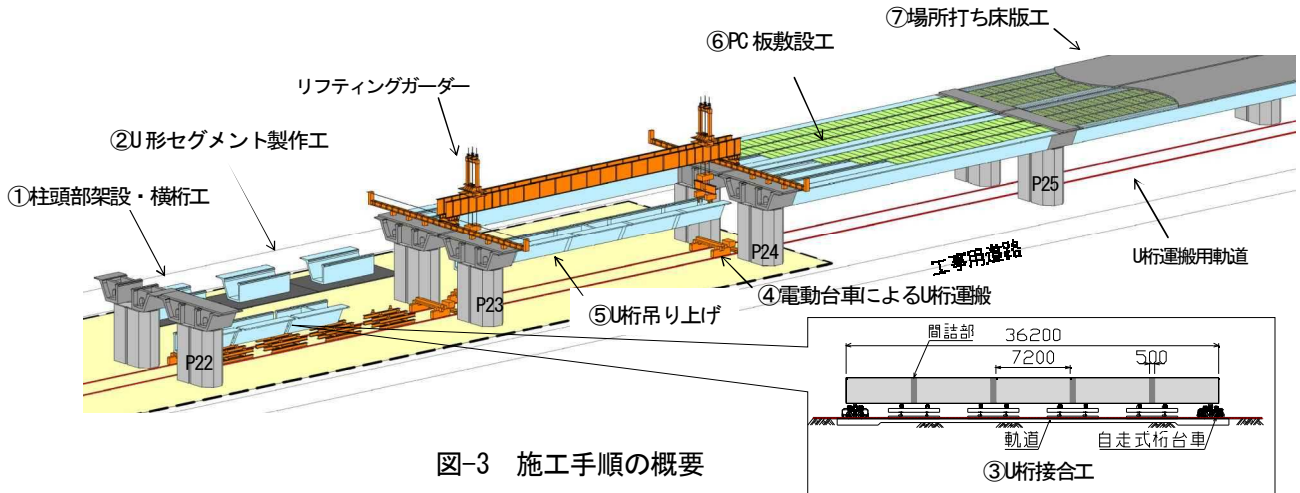 ⑦場所打ち床版工
⑥PC 板敷設工
リフティングガーダー
②U 形セグメント製作工
①柱頭部架設・横桁工
P25
P24
工事用道路
U桁運搬用軌道
P23
④電動台車によるU桁運搬
⑤U桁吊り上げ
P22
間詰部
36200
7200
500
軌道
自走式桁台車
③U桁接合工
図-3 施工手順の概要